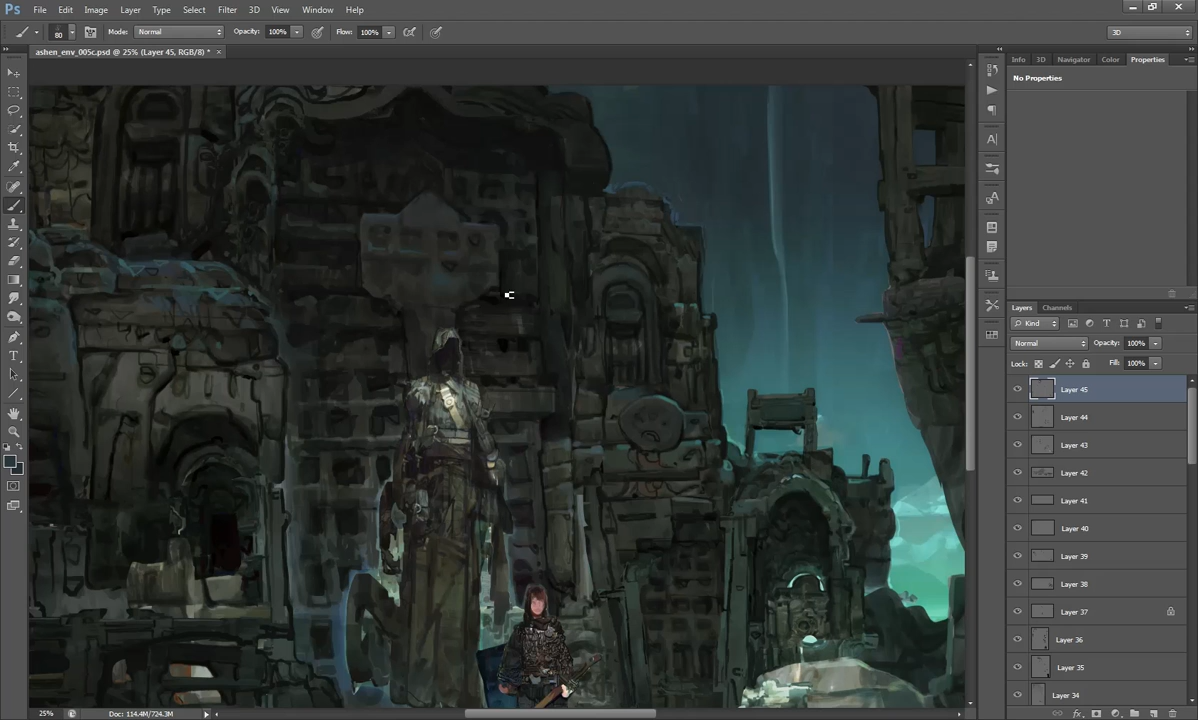 Ps File Edit Image Layer Type Select Filter 3D View Window Help
80 Mode: Normal Opacity: 100% Flow: 100% 3D
ashen_env_005c.psd @ 25% (Layer 45, RGB/8) * ×
Info 3D Navigator Color Properties
No Properties
Layers Channels
Kind
Normal Opacity: 100%
Lock: Fill: 100%
Layer 45
Layer 44
Layer 43
Layer 42
Layer 41
Layer 40
Layer 39
Layer 38
Layer 37
Layer 36
Layer 35
Layer 34
25% Doc: 114.4M/724.3M